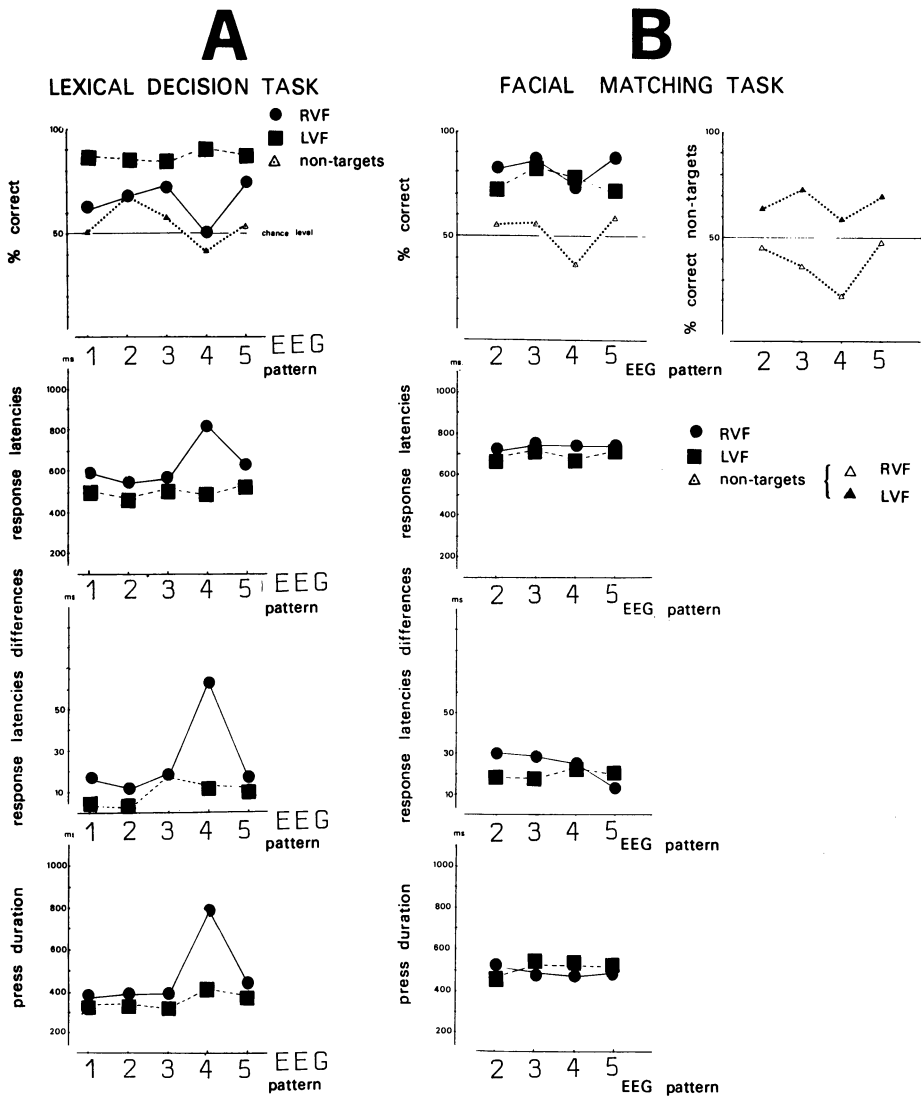 A
LEXICAL DECISION TASK
RVF
LVF
non-targets
100
50
% correct
chance level
1 2 3 4 5 EEG
pattern
ms
1000
800
600
400
200
response latencies
1 2 3 4 5 EEG
pattern
ms
50
30
10
response latencies differences
1 2 3 4 5 EEG
pattern
ms
1000
800
600
400
200
press duration
1 2 3 4 5 EEG
pattern
B
FACIAL MATCHING TASK
100
50
% correct
2 3 4 5
EEG pattern
100
50
% correct non-targets
2 3 4 5
ms.
1000
800
700
600
400
200
response latencies
2 3 4 5
EEG pattern
RVF
LVF
non-targets { RVF
LVF
ms
50
30
10
response latencies differences
2 3 4 5
EEG pattern
ms
1000
800
600
400
200
press duration
2 3 4 5
EEG pattern